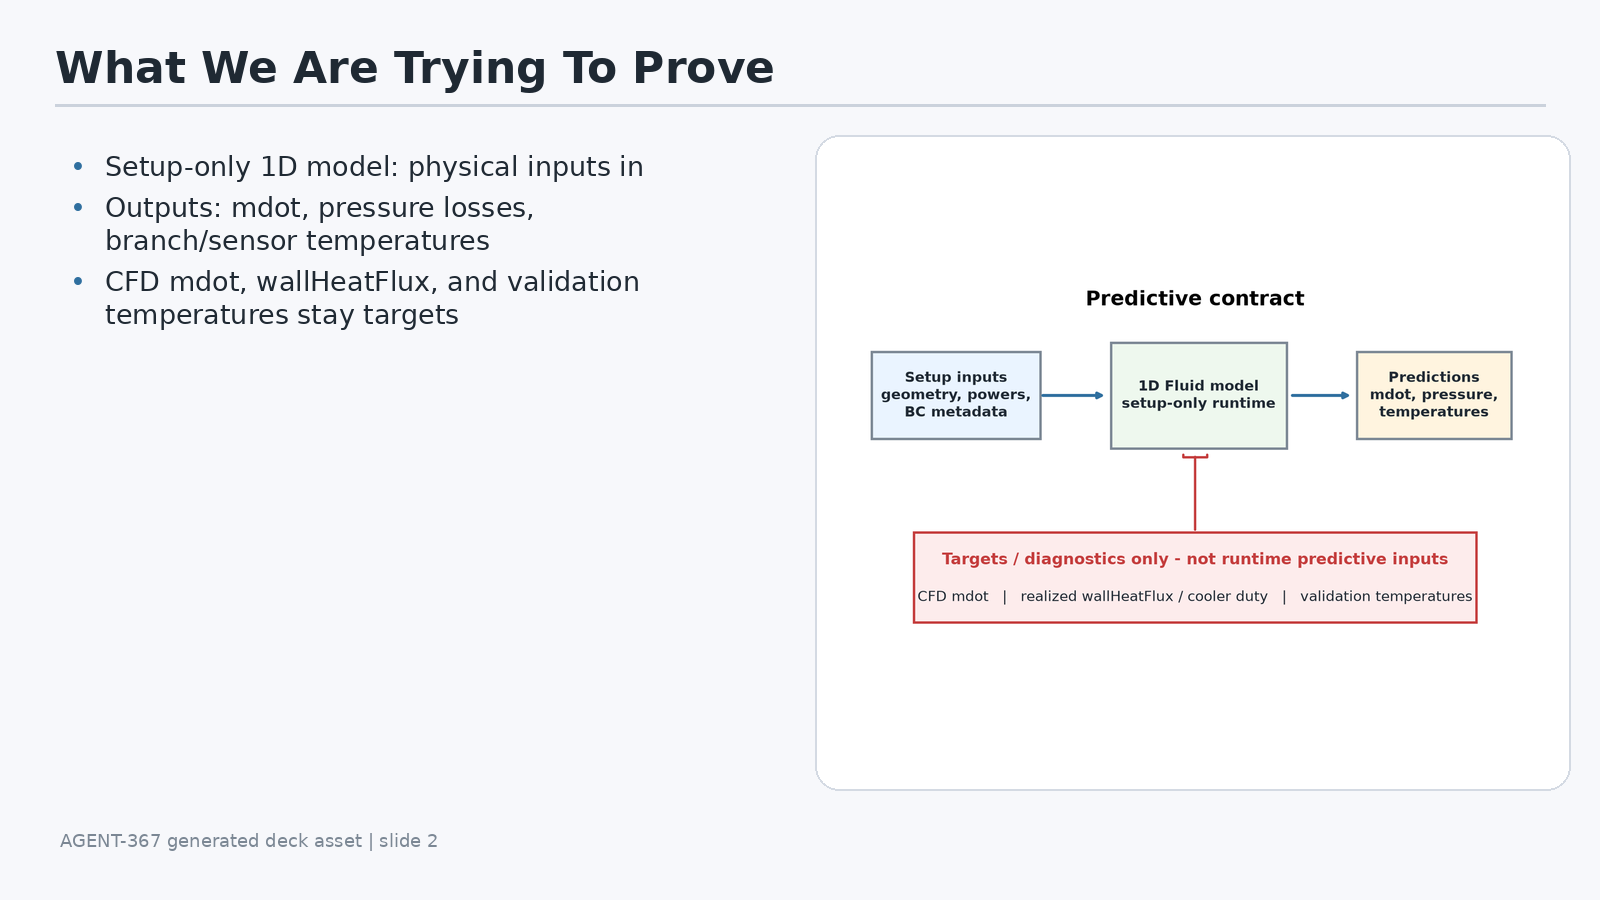 What We Are Trying To Prove
• Setup-only 1D model: physical inputs in
• Outputs: mdot, pressure losses,
branch/sensor temperatures
• CFD mdot, wallHeatFlux, and validation
temperatures stay targets
Predictive contract
Setup inputs
geometry, powers,
BC metadata
1D Fluid model
setup-only runtime
Predictions
mdot, pressure,
temperatures
Targets / diagnostics only - not runtime predictive inputs
CFD mdot | realized wallHeatFlux / cooler duty | validation temperatures
AGENT-367 generated deck asset | slide 2